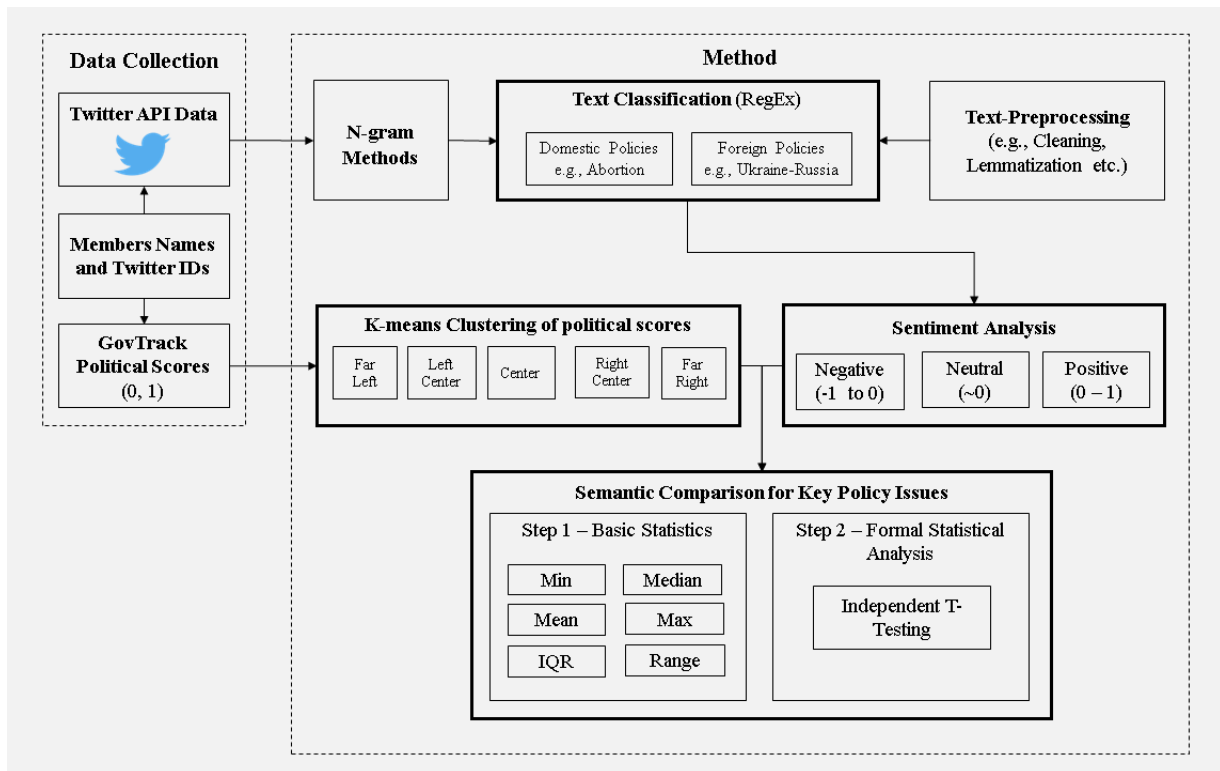 Data Collection
Twitter API Data
Members Names
and Twitter IDs
GovTrack
Political Scores
(0, 1)
Method
N-gram
Methods
Text Classification (RegEx)
Domestic Policies
e.g., Abortion
Foreign Policies
e.g., Ukraine-Russia
Text-Preprocessing
(e.g., Cleaning,
Lemmatization etc.)
K-means Clustering of political scores
Far
Left
Left
Center
Center
Right
Center
Far
Right
Sentiment Analysis
Negative
(-1 to 0)
Neutral
(~0)
Positive
(0 – 1)
Semantic Comparison for Key Policy Issues
Step 1 – Basic Statistics
Min
Median
Mean
Max
IQR
Range
Step 2 – Formal Statistical
Analysis
Independent T-
Testing